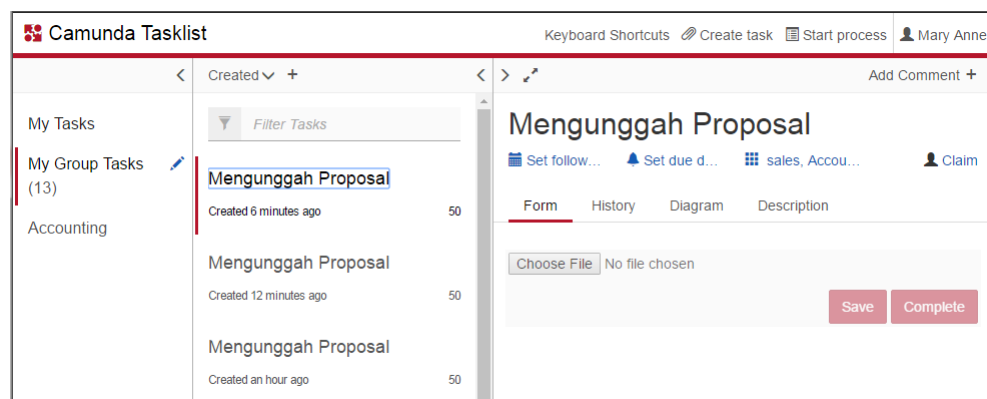 Camunda Tasklist
Keyboard Shortcuts Create task Start process Mary Anne
Created +
Add Comment +
My Tasks
My Group Tasks
(13)
Accounting
Filter Tasks
Mengunggah Proposal
Created 6 minutes ago 50
Mengunggah Proposal
Created 12 minutes ago 50
Mengunggah Proposal
Created an hour ago 50
Mengunggah Proposal
Set follow... Set due d... sales, Accou... Claim
Form History Diagram Description
Choose File No file chosen
Save Complete